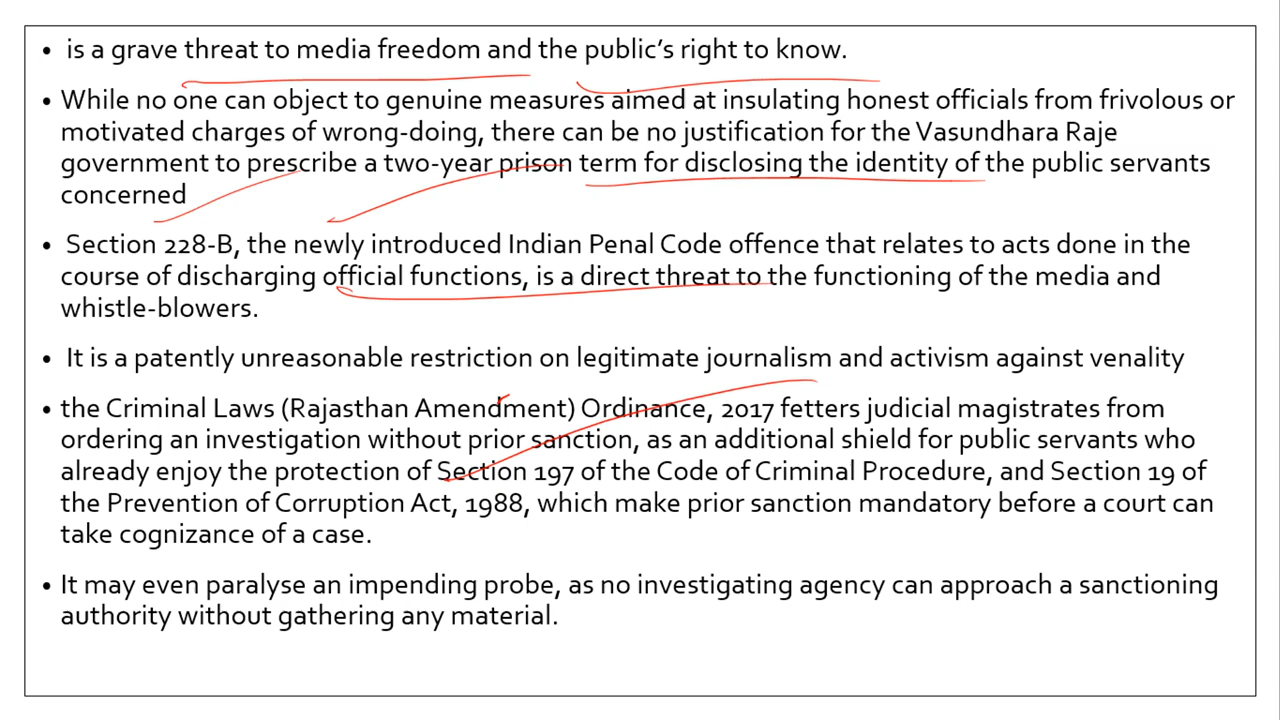 • is a grave threat to media freedom and the public's right to know.
• While no one can object to genuine measures aimed at insulating honest officials from frivolous or
motivated charges of wrong-doing, there can be no justification for the Vasundhara Raje
government to prescribe a two-year prison term for disclosing the identity of the public servants
concerned
• Section 228-B, the newly introduced Indian Penal Code offence that relates to acts done in the
course of discharging official functions, is a direct threat to the functioning of the media and
whistle-blowers.
• It is a patently unreasonable restriction on legitimate journalism and activism against venality
• the Criminal Laws (Rajasthan Amendment) Ordinance, 2017 fetters judicial magistrates from
ordering an investigation without prior sanction, as an additional shield for public servants who
already enjoy the protection of Section 197 of the Code of Criminal Procedure, and Section 19 of
the Prevention of Corruption Act, 1988, which make prior sanction mandatory before a court can
take cognizance of a case.
• It may even paralyse an impending probe, as no investigating agency can approach a sanctioning
authority without gathering any material.